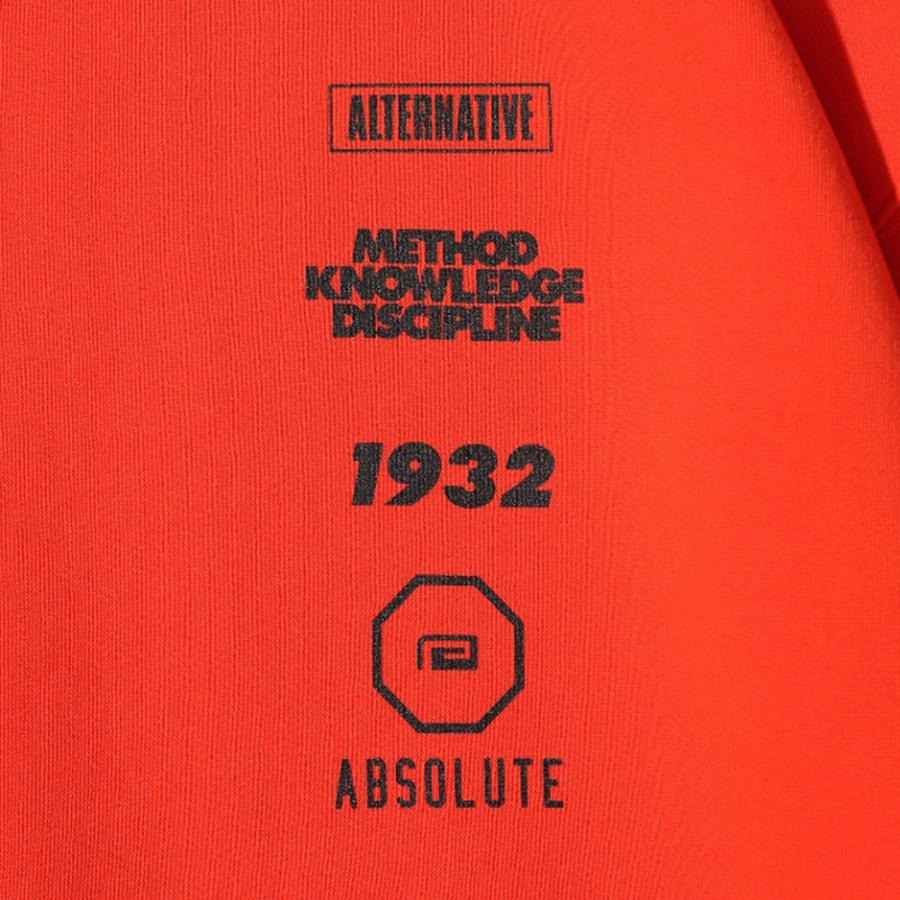 ALTERNATIVE
METHOD
KNOWLEDGE
DISCIPLINE
1932
ABSOLUTE